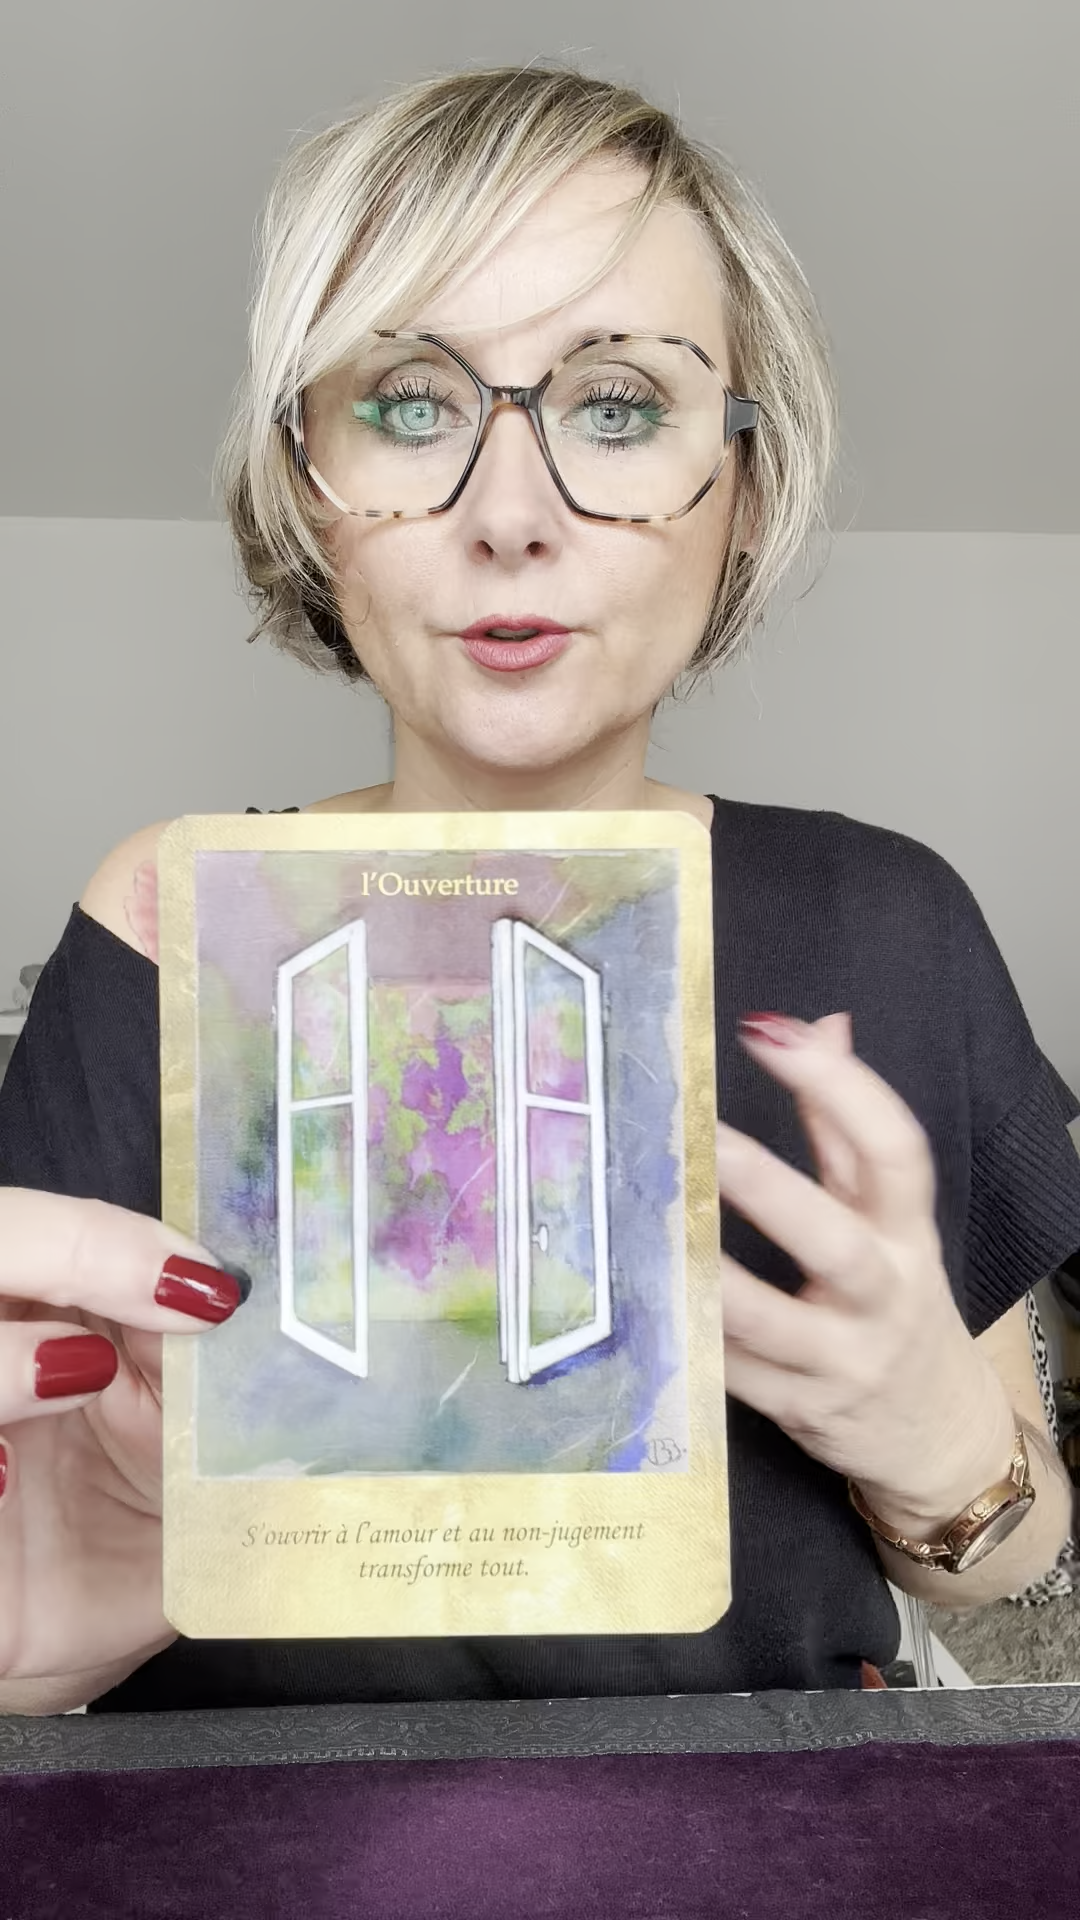 l'Ouverture
S'ouvrir à l'amour et au non-jugement
transforme tout.